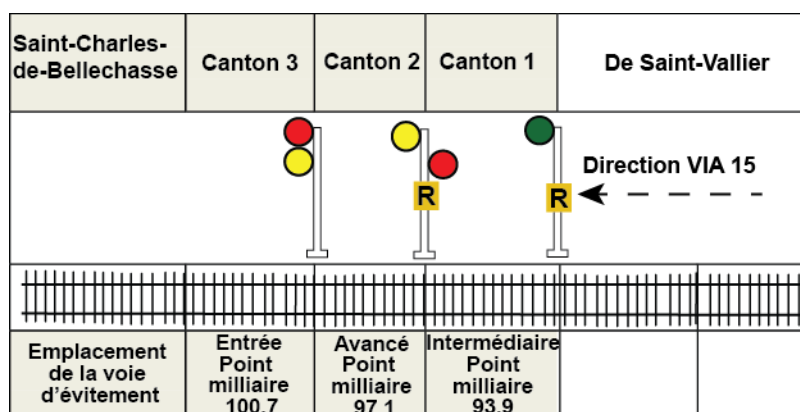 Saint-Charles-
de-Bellechasse
Canton 3
Canton 2
Canton 1
De Saint-Vallier
Direction VIA 15
R
R
Emplacement
de la voie
d'évitement
Entrée
Point
milliaire
100.7
Avancé
Point
milliaire
97.1
Intermédiaire
Point
milliaire
93.9